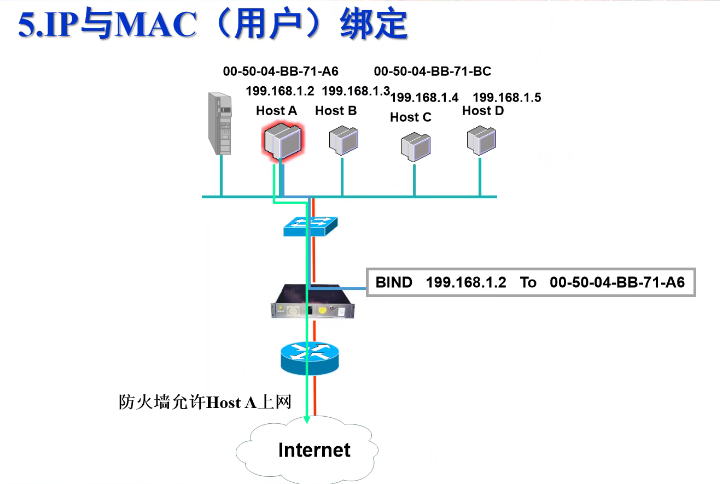 5.IP与MAC（用户）绑定
00-50-04-BB-71-A6 00-50-04-BB-71-BC
199.168.1.2 199.168.1.3 199.168.1.4 199.168.1.5
Host A Host B Host C Host D
BIND 199.168.1.2 To 00-50-04-BB-71-A6
防火墙允许Host A上网
Internet